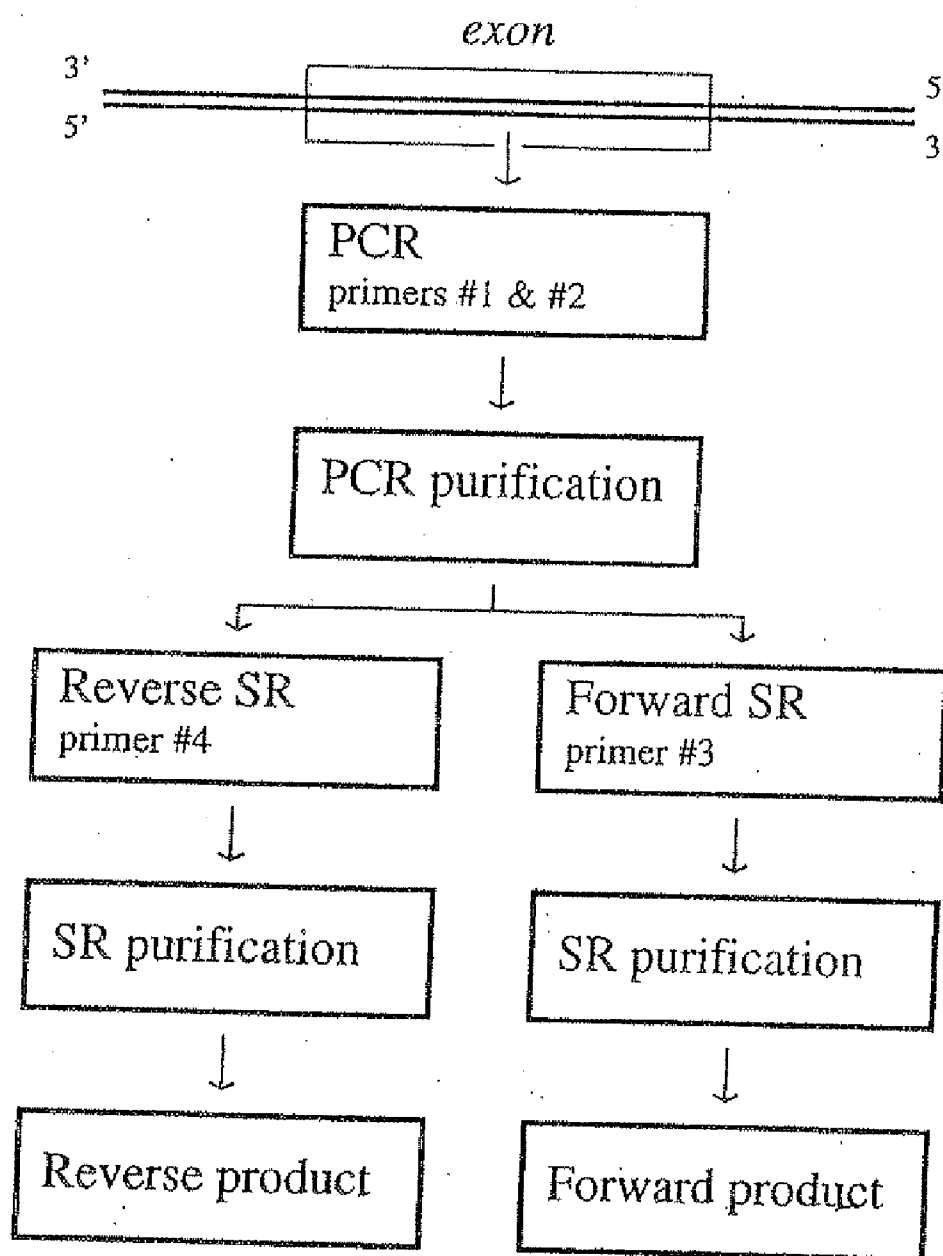 exon
3' 5
5' 3
PCR
primers #1 & #2
PCR purification
Reverse SR
primer #4
Forward SR
primer #3
SR purification
SR purification
Reverse product
Forward product